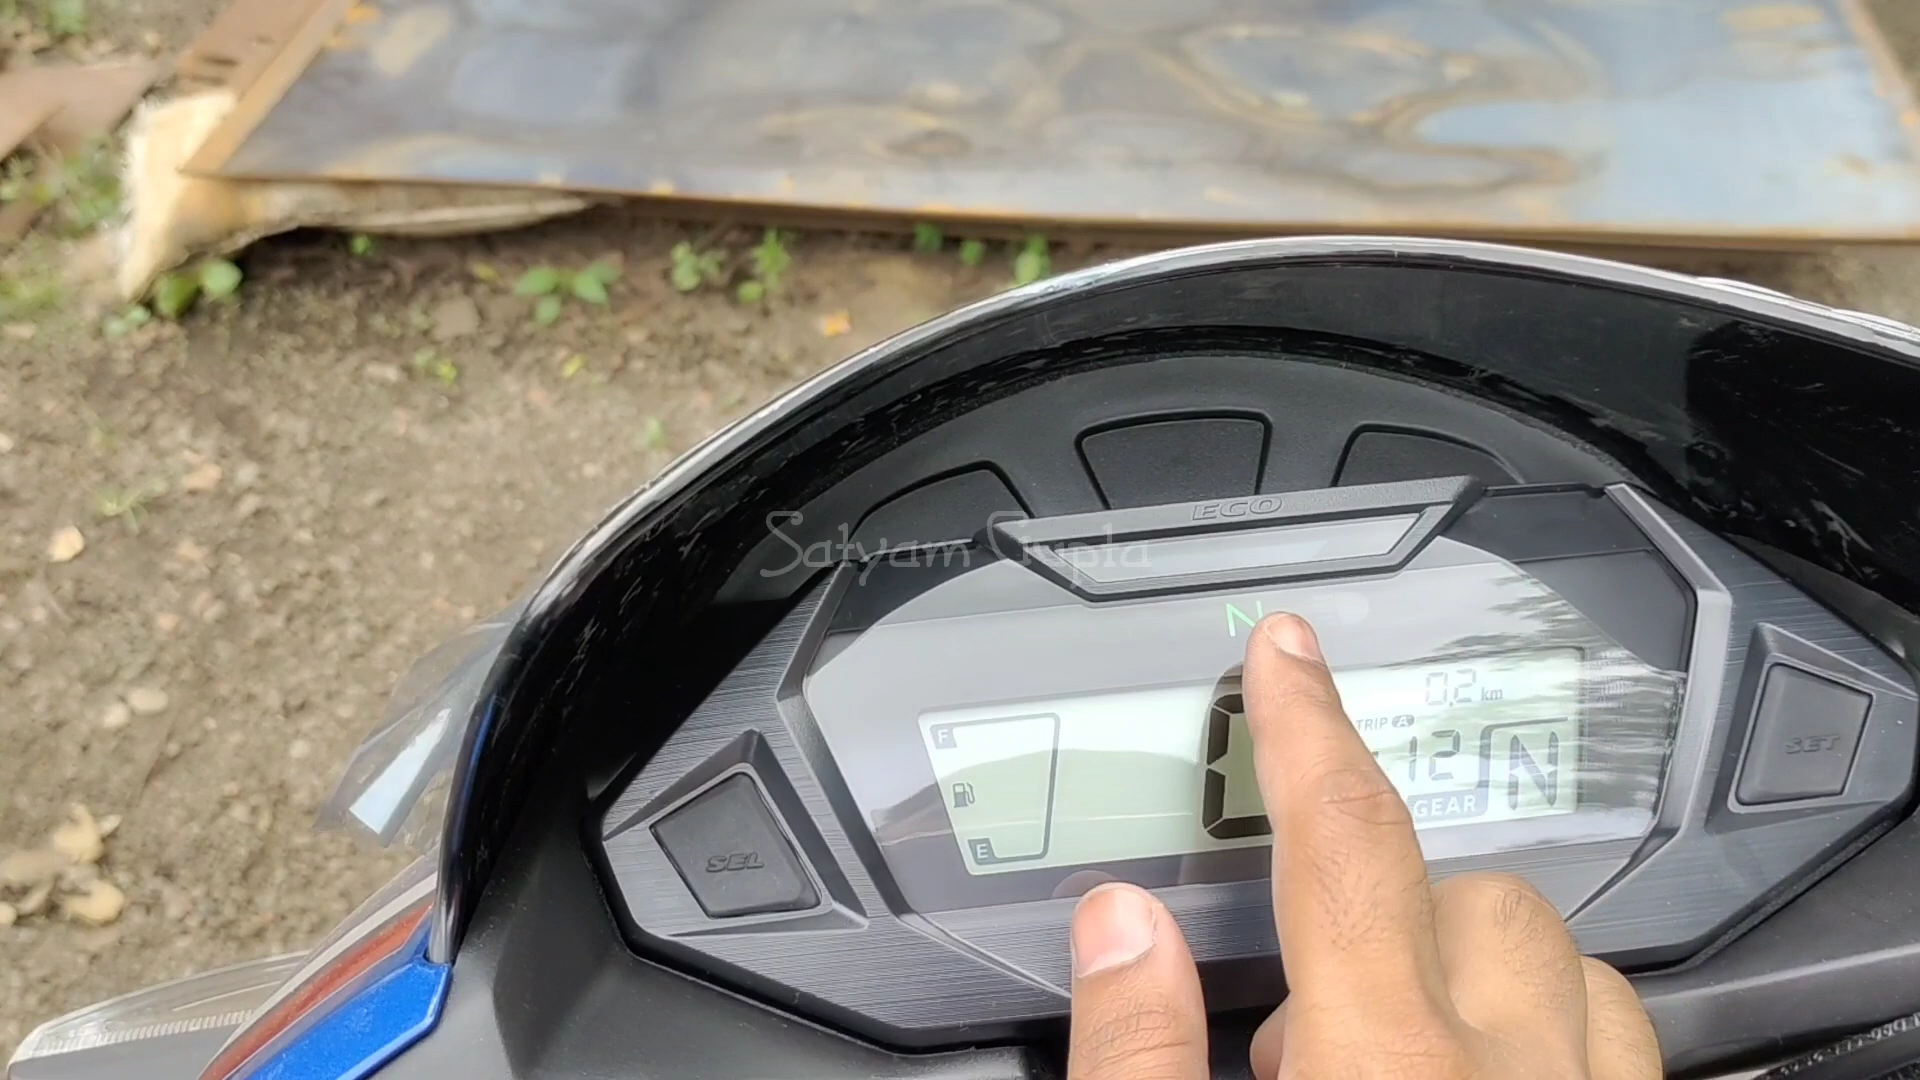 ECO
Satyam Gupta
N
0.2 km
F
TRIP A
12
N
SET
GEAR
E
SEL